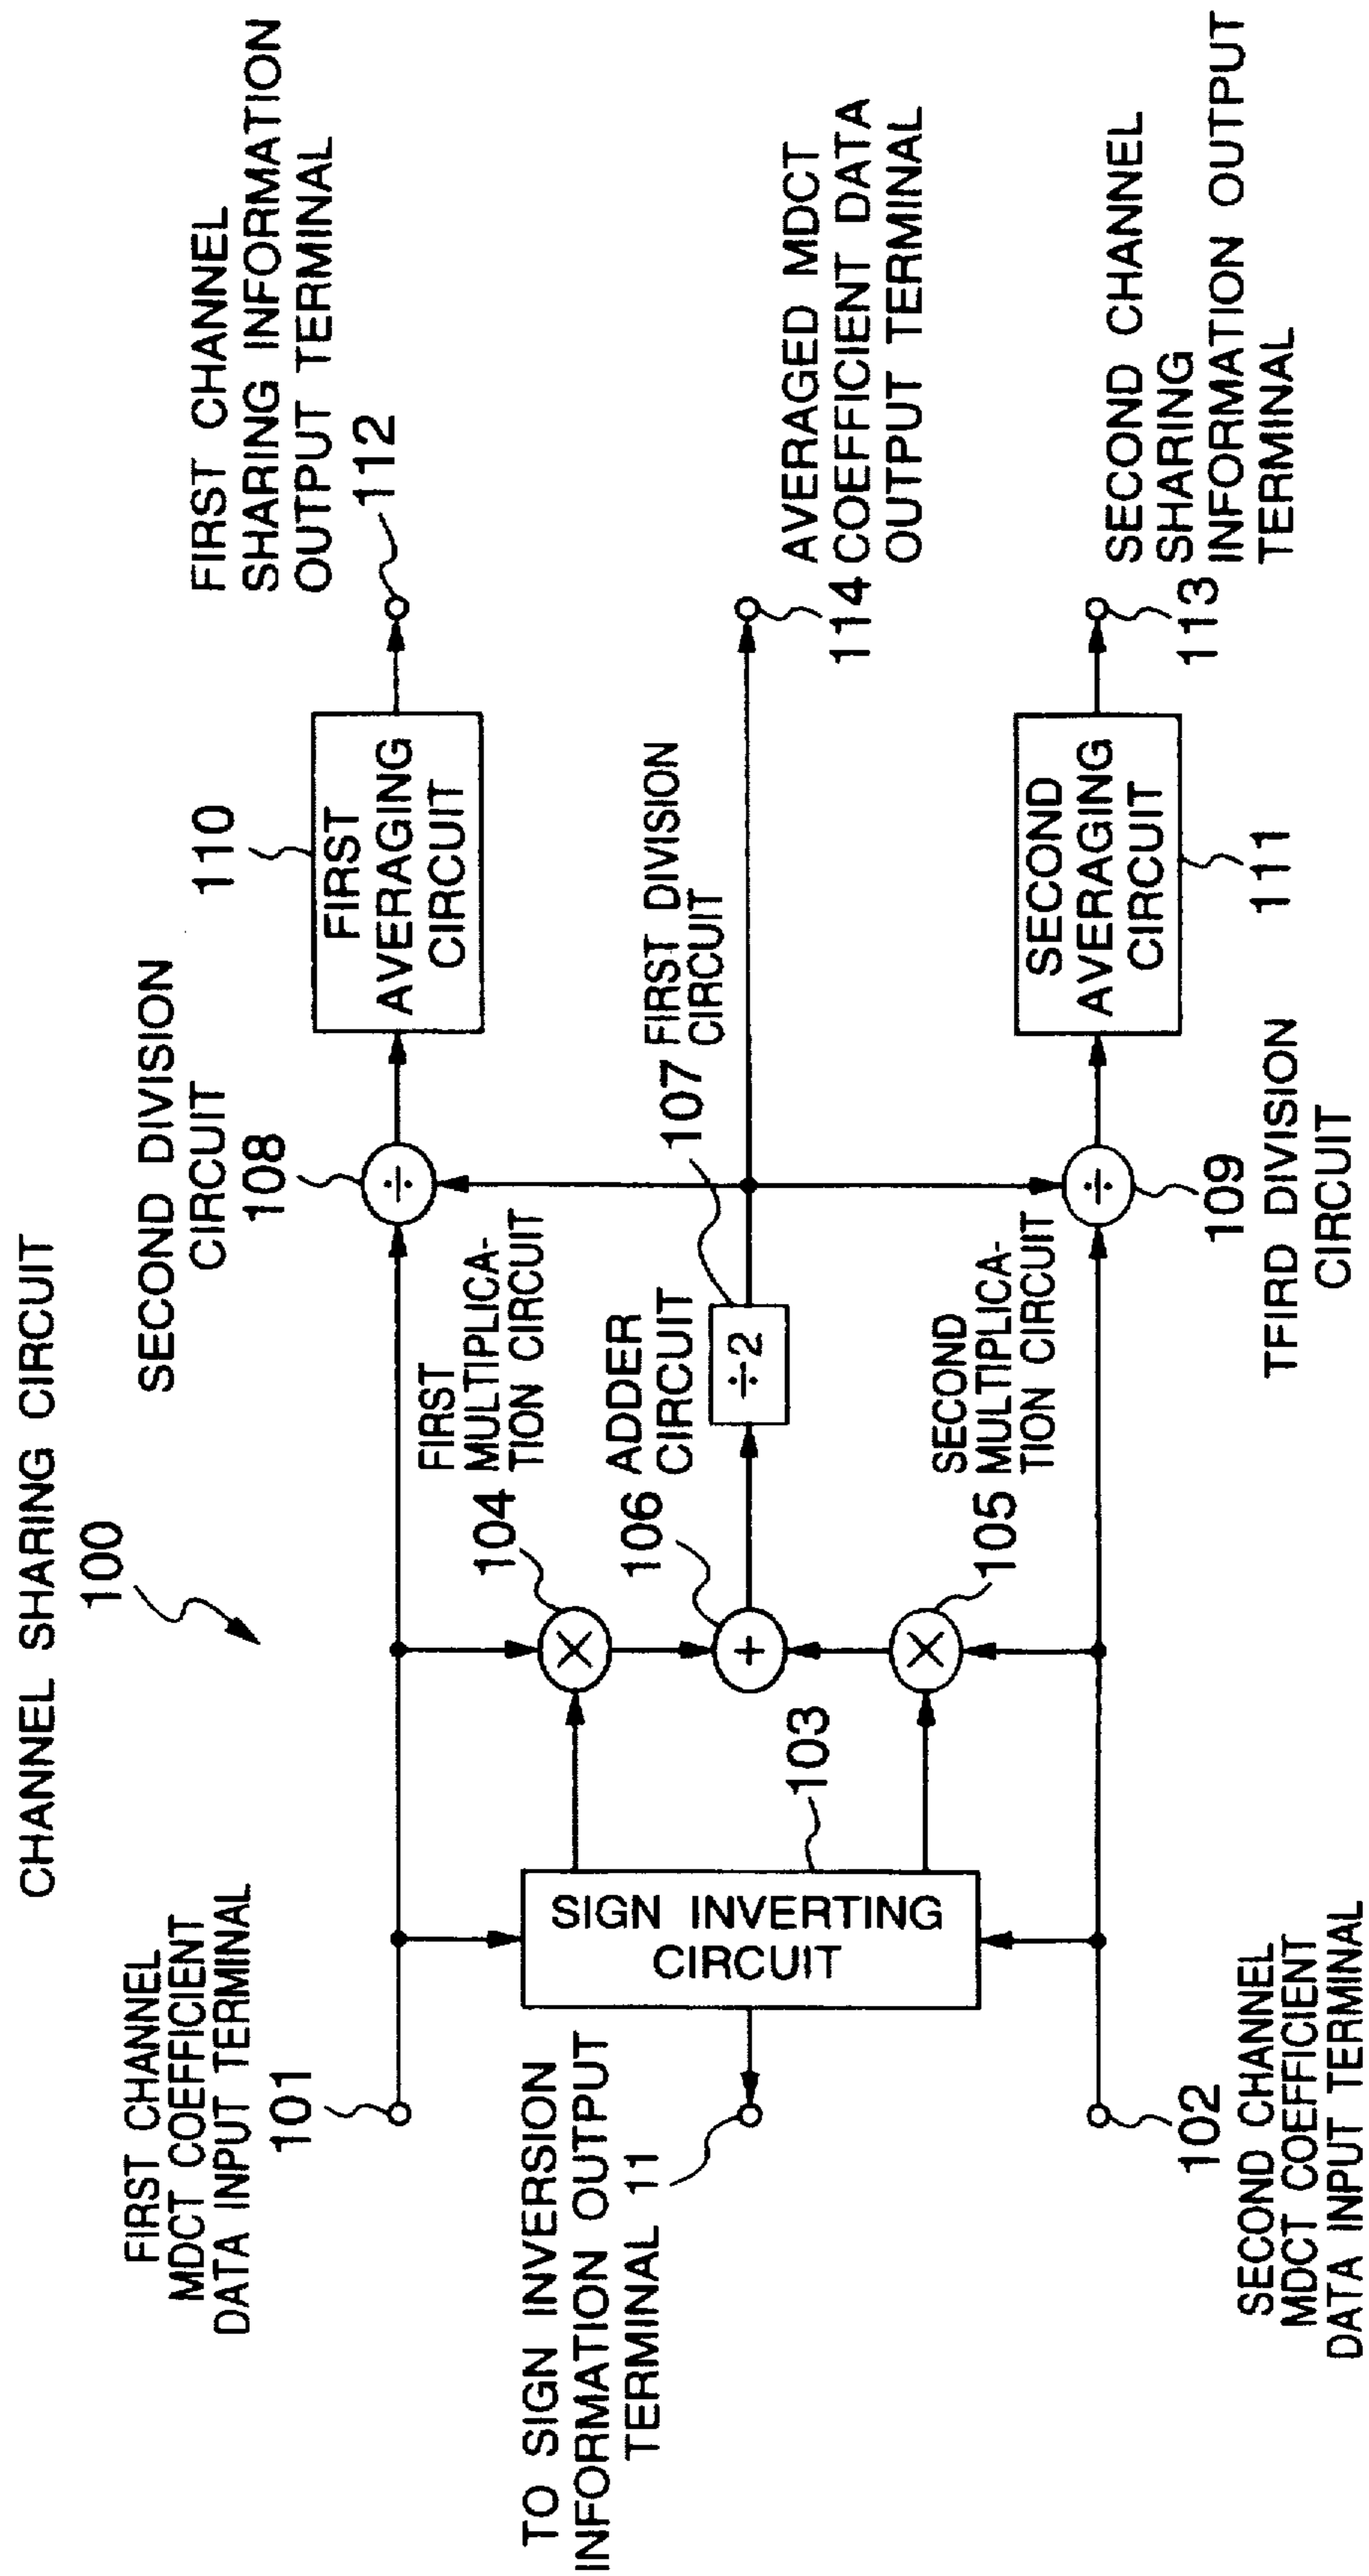 CHANNEL SHARING CIRCUIT
100
FIRST CHANNEL
MDCT COEFFICIENT
DATA INPUT TERMINAL
101
SECOND DIVISION
CIRCUIT
108
110
FIRST
AVERAGING
CIRCUIT
FIRST CHANNEL
SHARING INFORMATION
OUTPUT TERMINAL
112
FIRST
MULTIPLICA-
TION CIRCUIT
104
×
÷
TO SIGN INVERSION
INFORMATION OUTPUT
TERMINAL 11
SIGN INVERTING
CIRCUIT
103
106
ADDER
CIRCUIT
+
÷2
107
FIRST DIVISION
CIRCUIT
AVERAGED MDCT
COEFFICIENT DATA
OUTPUT TERMINAL
114
SECOND
MULTIPLICA-
TION CIRCUIT
105
×
÷
SECOND
AVERAGING
CIRCUIT
111
SECOND CHANNEL
SHARING
INFORMATION OUTPUT
TERMINAL
113
102
SECOND CHANNEL
MDCT COEFFICIENT
DATA INPUT TERMINAL
109
TFIRD DIVISION
CIRCUIT